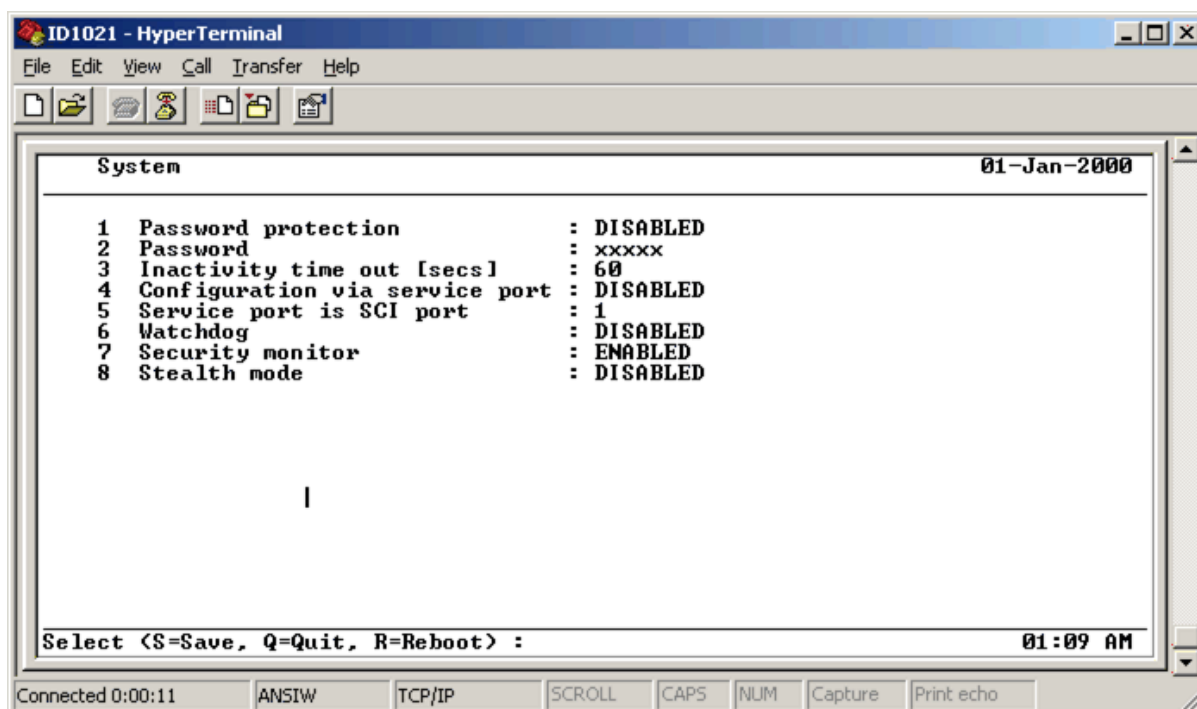 ID1021 - HyperTerminal
File Edit View Call Transfer Help
System 01-Jan-2000
1 Password protection : DISABLED
2 Password : xxxxx
3 Inactivity time out [secs] : 60
4 Configuration via service port : DISABLED
5 Service port is SCI port : 1
6 Watchdog : DISABLED
7 Security monitor : ENABLED
8 Stealth mode : DISABLED
Select (S=Save, Q=Quit, R=Reboot) : 01:09 AM
Connected 0:00:11 ANSIW TCP/IP SCROLL CAPS NUM Capture Print echo